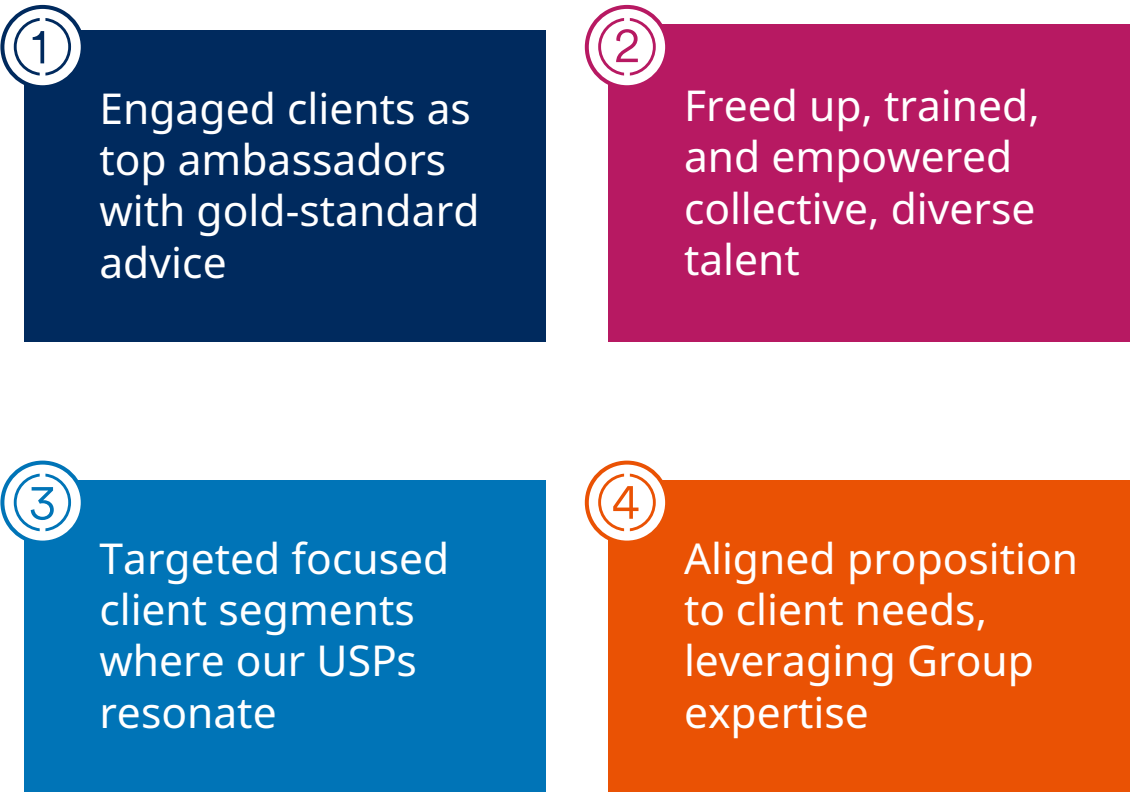 1
Engaged clients as
top ambassadors
with gold-standard
advice
2
Freed up, trained,
and empowered
collective, diverse
talent
3
Targeted focused
client segments
where our USPs
resonate
4
Aligned proposition
to client needs,
leveraging Group
expertise